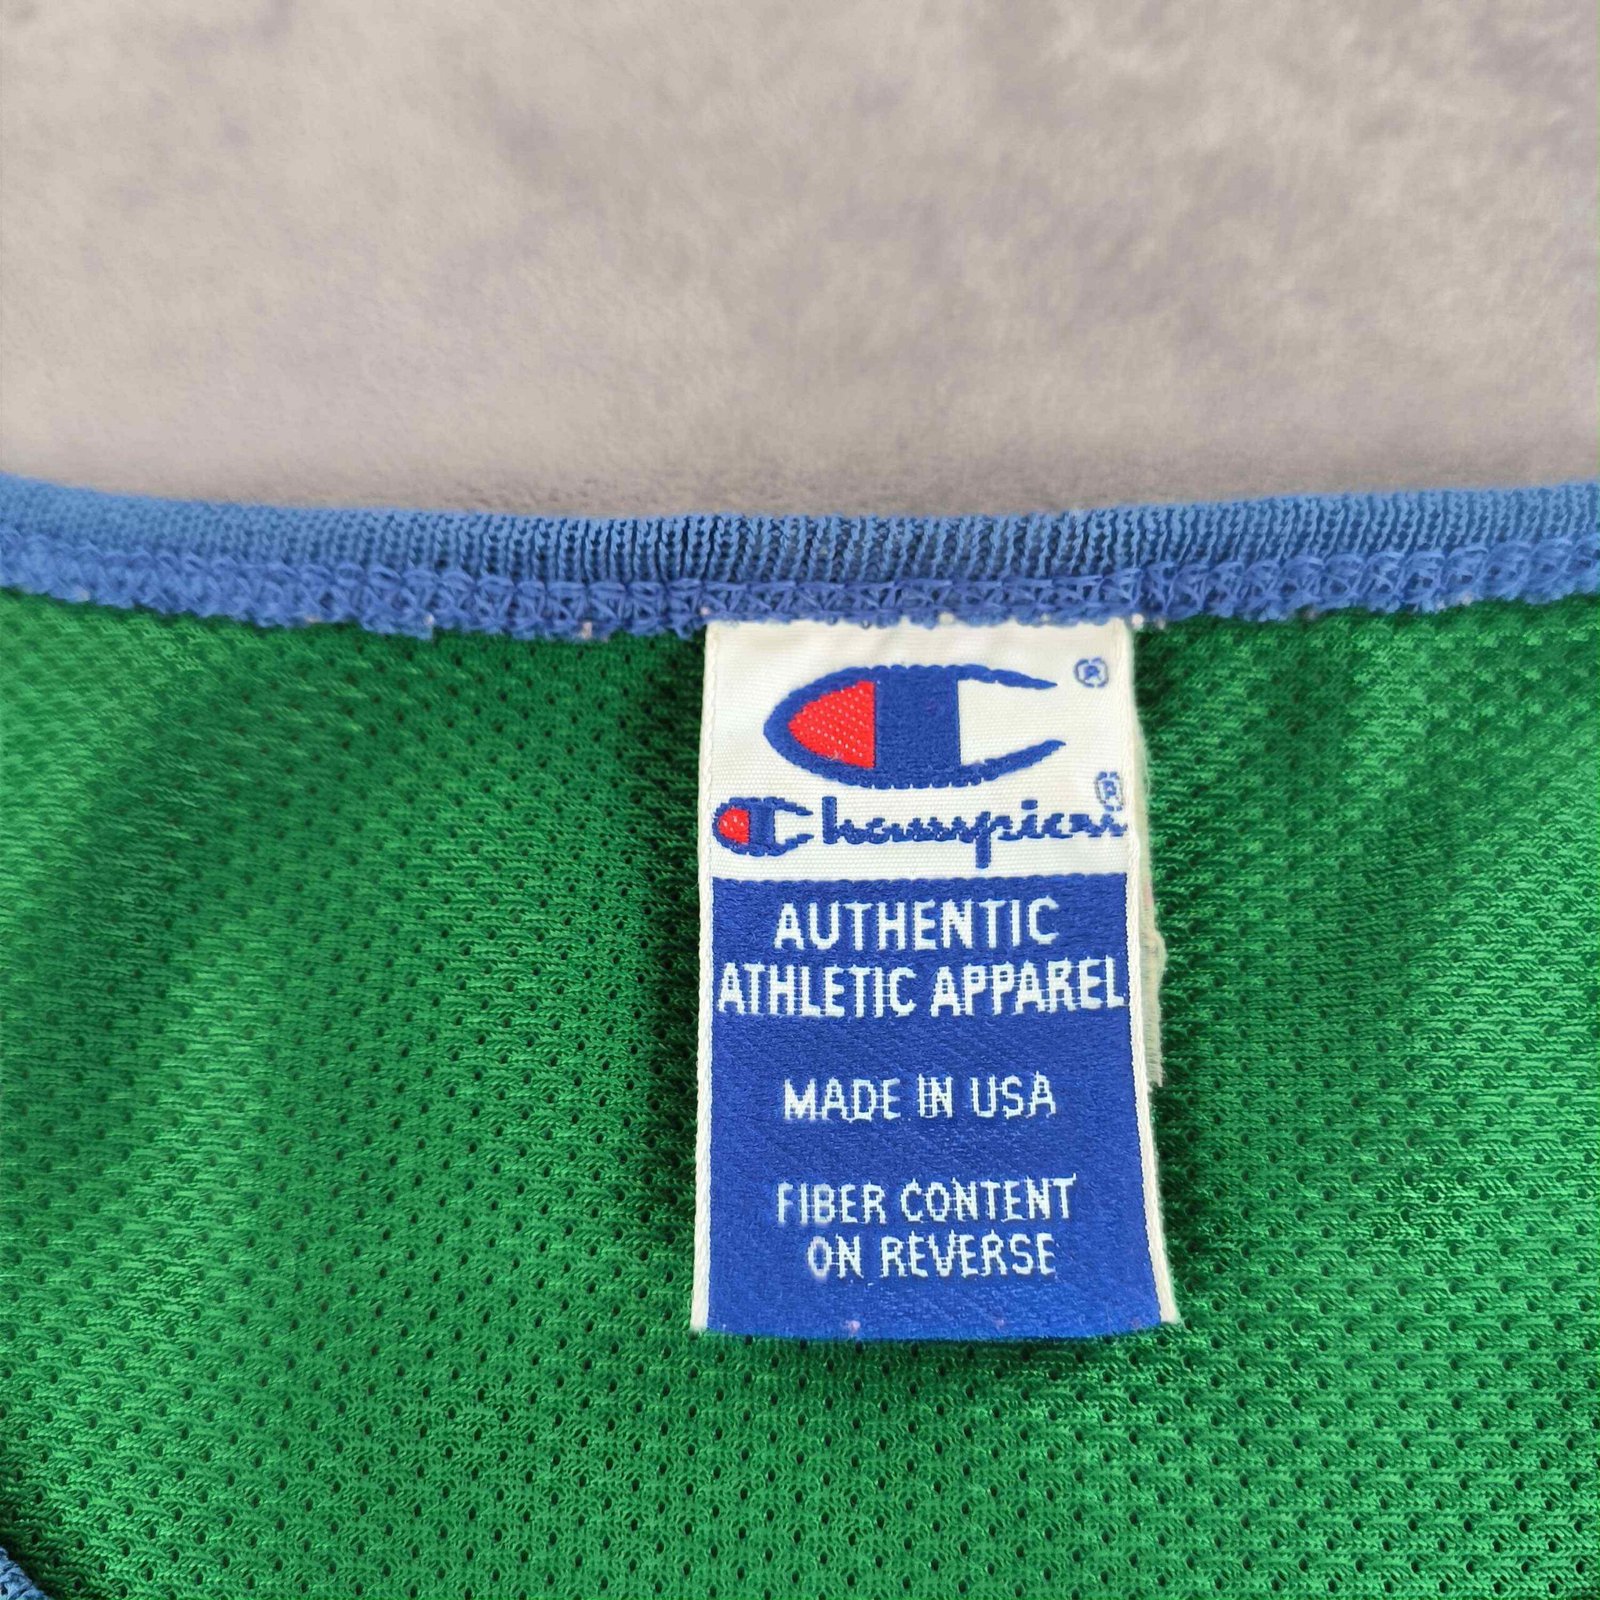 ®
Champion®
AUTHENTIC
ATHLETIC APPAREL
MADE IN USA
FIBER CONTENT
ON REVERSE